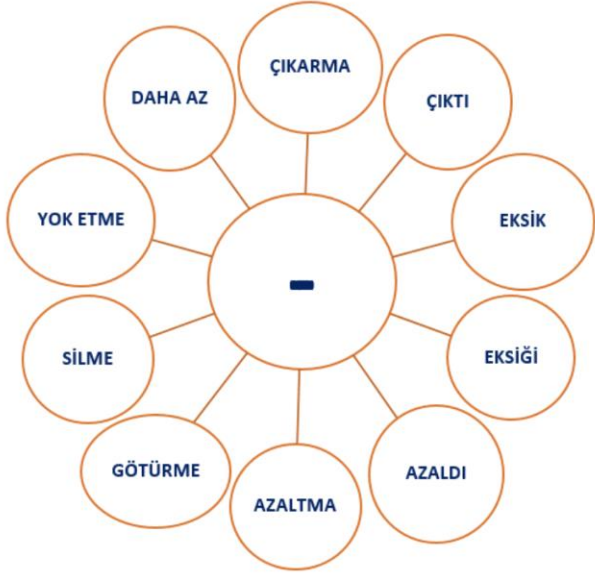 ÇIKARMA
DAHA AZ
ÇIKTI
YOK ETME
EKSİK
-
SİLME
EKSİĞİ
GÖTÜRME
AZALDI
AZALTMA